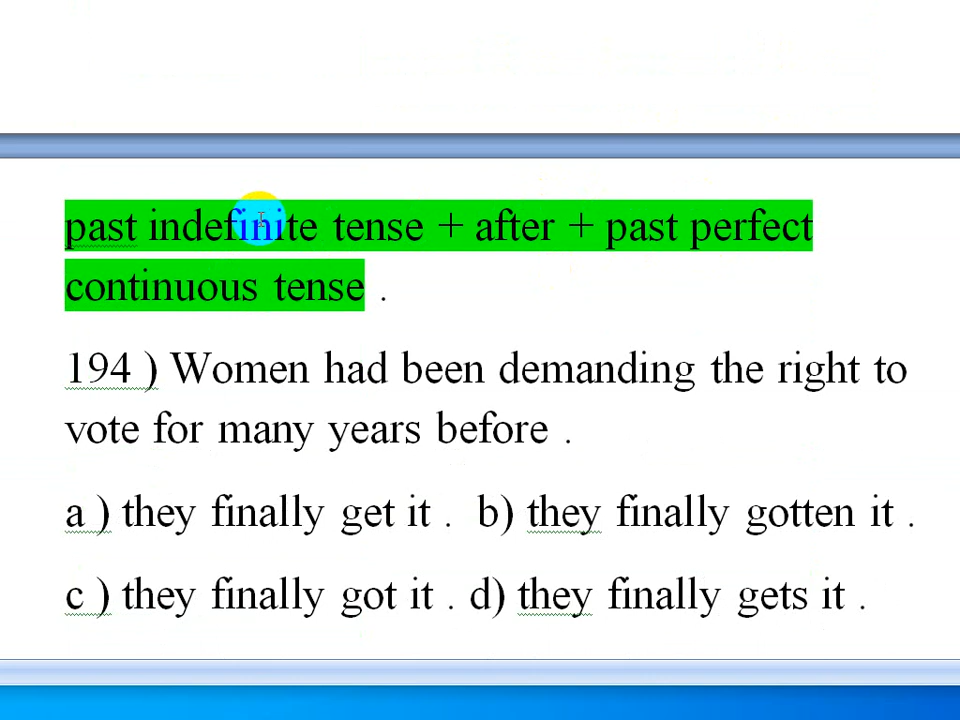 past indefinite tense + after + past perfect
continuous tense .
194 ) Women had been demanding the right to
vote for many years before .
a ) they finally get it . b) they finally gotten it .
c ) they finally got it . d) they finally gets it .